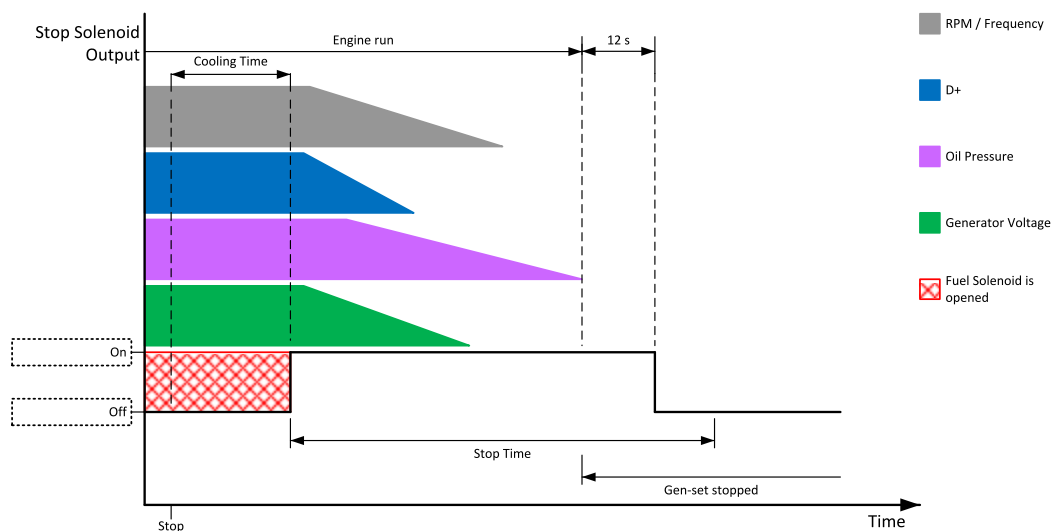 Stop Solenoid
Output
Engine run
12 s
Cooling Time
RPM / Frequency
D+
Oil Pressure
Generator Voltage
Fuel Solenoid is
opened
On
Off
Stop Time
Gen-set stopped
Stop
Time